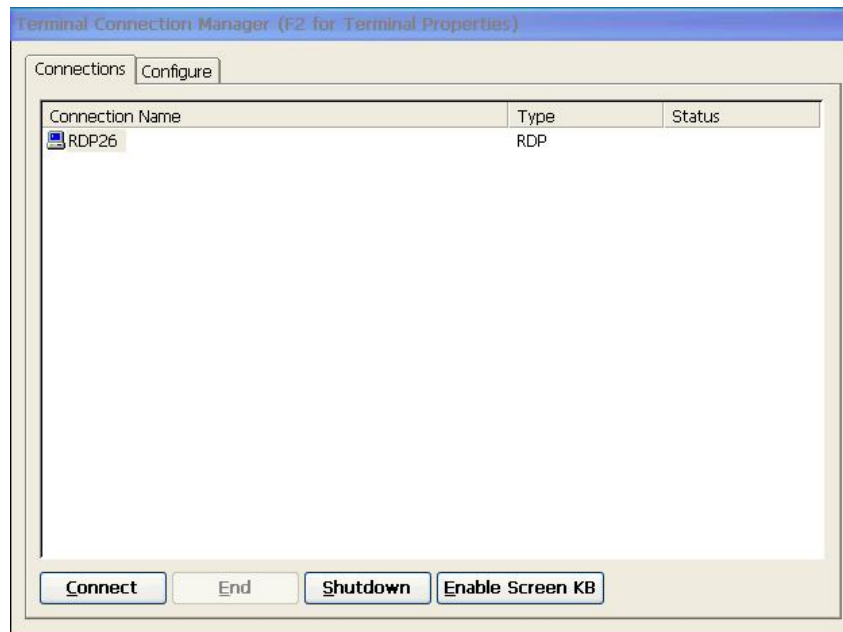 Terminal Connection Manager (F2 for Terminal Properties)
Connections Configure
Connection Name Type Status
RDP26 RDP
Connect End Shutdown Enable Screen KB